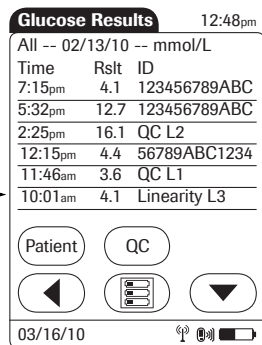 Glucose Results 12:48pm
All -- 02/13/10 -- mmol/L
Time Rslt ID
7:15pm 4.1 123456789ABC
5:32pm 12.7 123456789ABC
2:25pm 16.1 QC L2
12:15pm 4.4 56789ABC1234
11:46am 3.6 QC L1
10:01am 4.1 Linearity L3
Patient QC
03/16/10